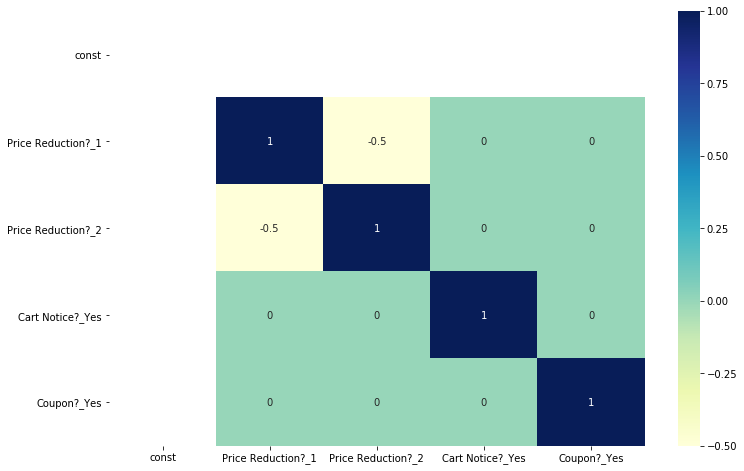 const
Price Reduction?_1 1 -0.5 0 0
Price Reduction?_2 -0.5 1 0 0
Cart Notice?_Yes 0 0 1 0
Coupon?_Yes 0 0 0 1
const Price Reduction?_1 Price Reduction?_2 Cart Notice?_Yes Coupon?_Yes
1.00
0.75
0.50
0.25
0.00
−0.25
−0.50